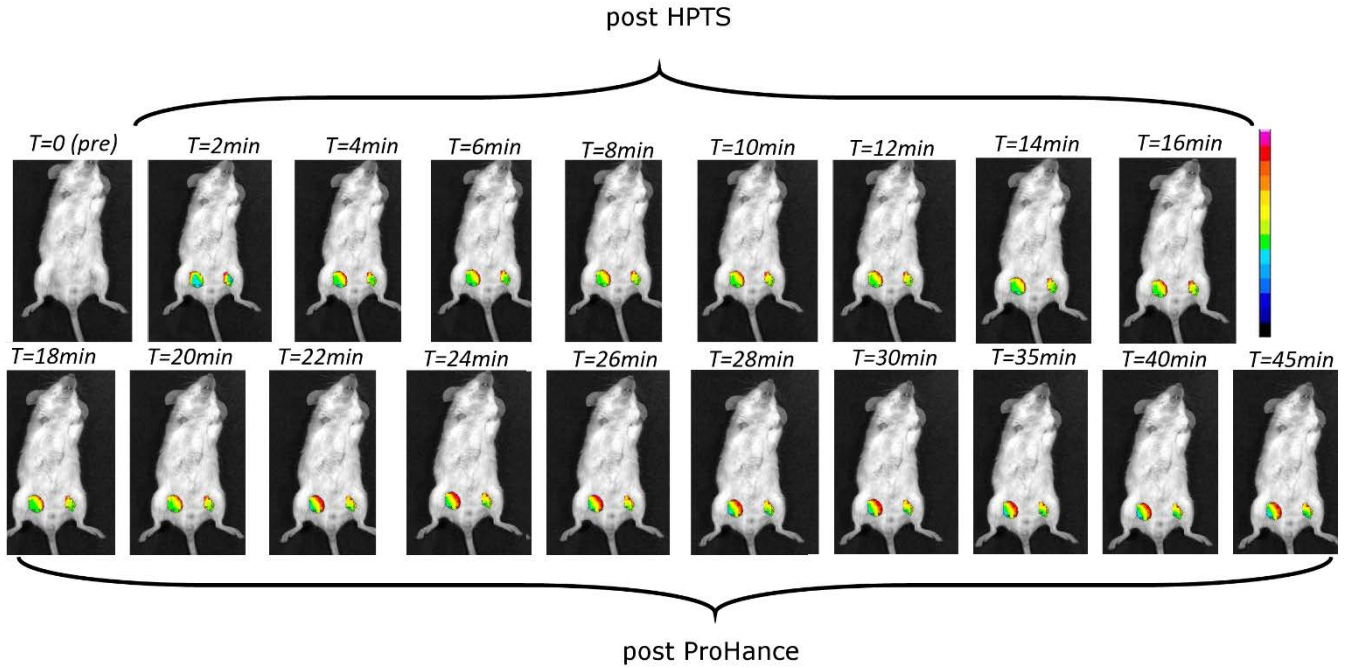 post HPTS
T=0 (pre) T=2min T=4min T=6min T=8min T=10min T=12min T=14min T=16min
T=18min T=20min T=22min T=24min T=26min T=28min T=30min T=35min T=40min T=45min
post ProHance